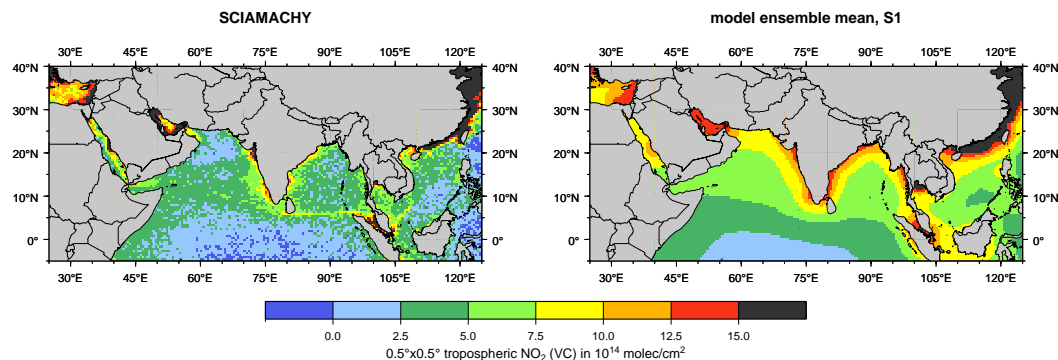 SCIAMACHY
model ensemble mean, S1
30°E 45°E 60°E 75°E 90°E 105°E 120°E
30°E 45°E 60°E 75°E 90°E 105°E 120°E
40°N 40°N 40°N 40°N
30°N 30°N 30°N 30°N
20°N 20°N 20°N 20°N
10°N 10°N 10°N 10°N
0° 0° 0° 0°
30°E 45°E 60°E 75°E 90°E 105°E 120°E
30°E 45°E 60°E 75°E 90°E 105°E 120°E
0.0 2.5 5.0 7.5 10.0 12.5 15.0
0.5°x0.5° tropospheric NO₂ (VC) in 10¹⁴ molec/cm²